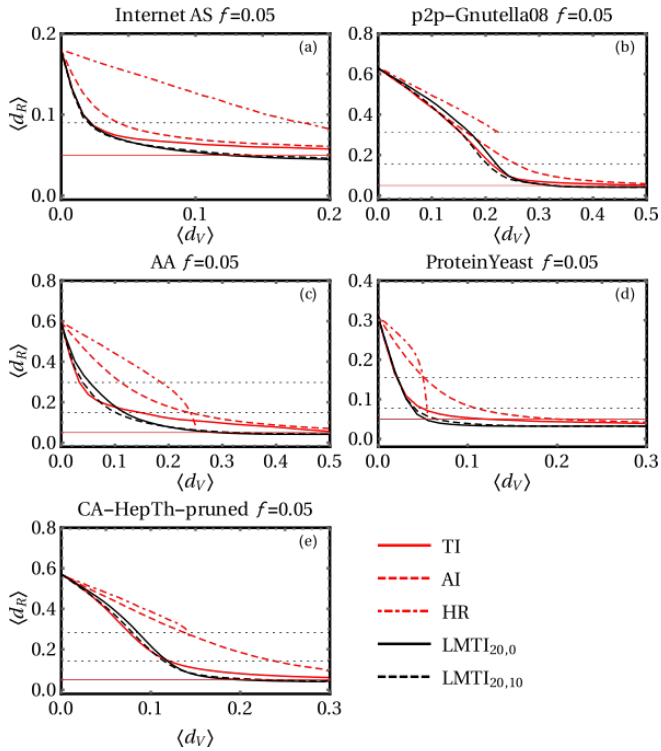 Internet AS f=0.05
(a)
⟨d_R⟩
0.2
0.1
0.0
0.0 0.1 0.2
⟨d_V⟩
p2p−Gnutella08 f=0.05
(b)
0.8
0.6
0.4
0.2
0.0
0.0 0.1 0.2 0.3 0.4 0.5
⟨d_V⟩
AA f=0.05
(c)
⟨d_R⟩
0.8
0.6
0.4
0.2
0.0
0.0 0.1 0.2 0.3 0.4 0.5
⟨d_V⟩
ProteinYeast f=0.05
(d)
0.4
0.3
0.2
0.1
0.0
0.0 0.1 0.2 0.3
⟨d_V⟩
CA−HepTh−pruned f=0.05
(e)
⟨d_R⟩
0.8
0.6
0.4
0.2
0.0
0.0 0.1 0.2 0.3
⟨d_V⟩
TI
AI
HR
LMTI20,0
LMTI20,10